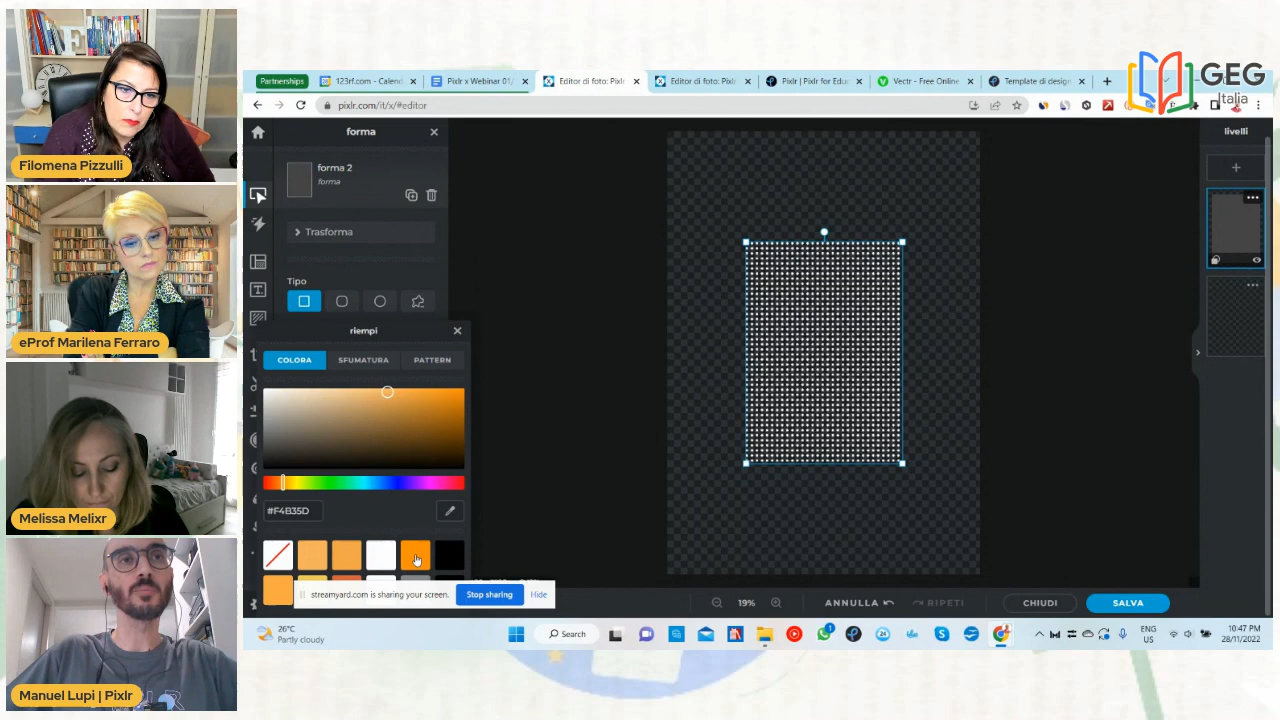 Filomena Pizzulli
eProf Marilena Ferraro
Melissa Melixr
Manuel Lupi | Pixlr
GEG
Italia
Partnerships
123rf.com - Calend
Pixlr x Webinar 01/
Editor di foto: Pixl
Editor di foto: Pixl
Pixlr | Pixlr for Edu
Vectr - Free Online
Template di design
pixlr.com/it/x/#editor
forma
forma 2
forma
Trasforma
Tipo
riempi
COLORA
SFUMATURA
PATTERN
#F4B35D
streamyard.com is sharing your screen.
Stop sharing
Hide
livelli
19%
ANNULLA
RIPETI
CHIUDI
SALVA
26°C
Partly cloudy
Search
ENG
US
10:47 PM
28/11/2022